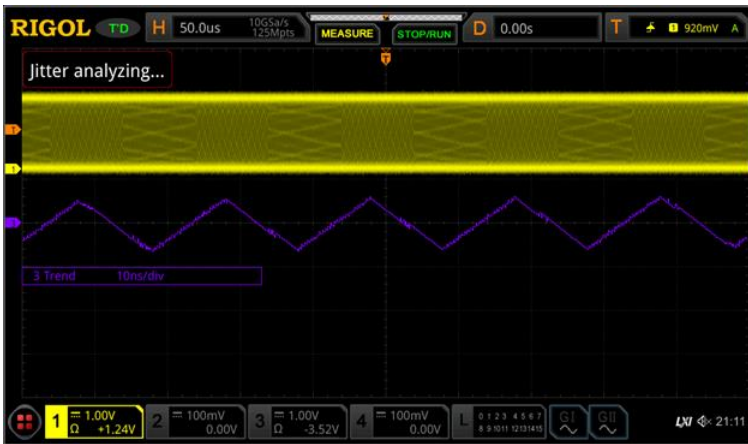 RIGOL T'D H 50.0us 10GSa/s 125Mpts MEASURE STOP/RUN D 0.00s T 1 920mV A
T
Jitter analyzing...
T
1
3 Trend 10ns/div
1 1.00V Ω +1.24V 2 100mV 0.00V 3 1.00V Ω -3.52V 4 100mV 0.00V L 0 1 2 3 4 5 6 7 8 9 10 11 12 13 14 15 GI GII LXI 21:11